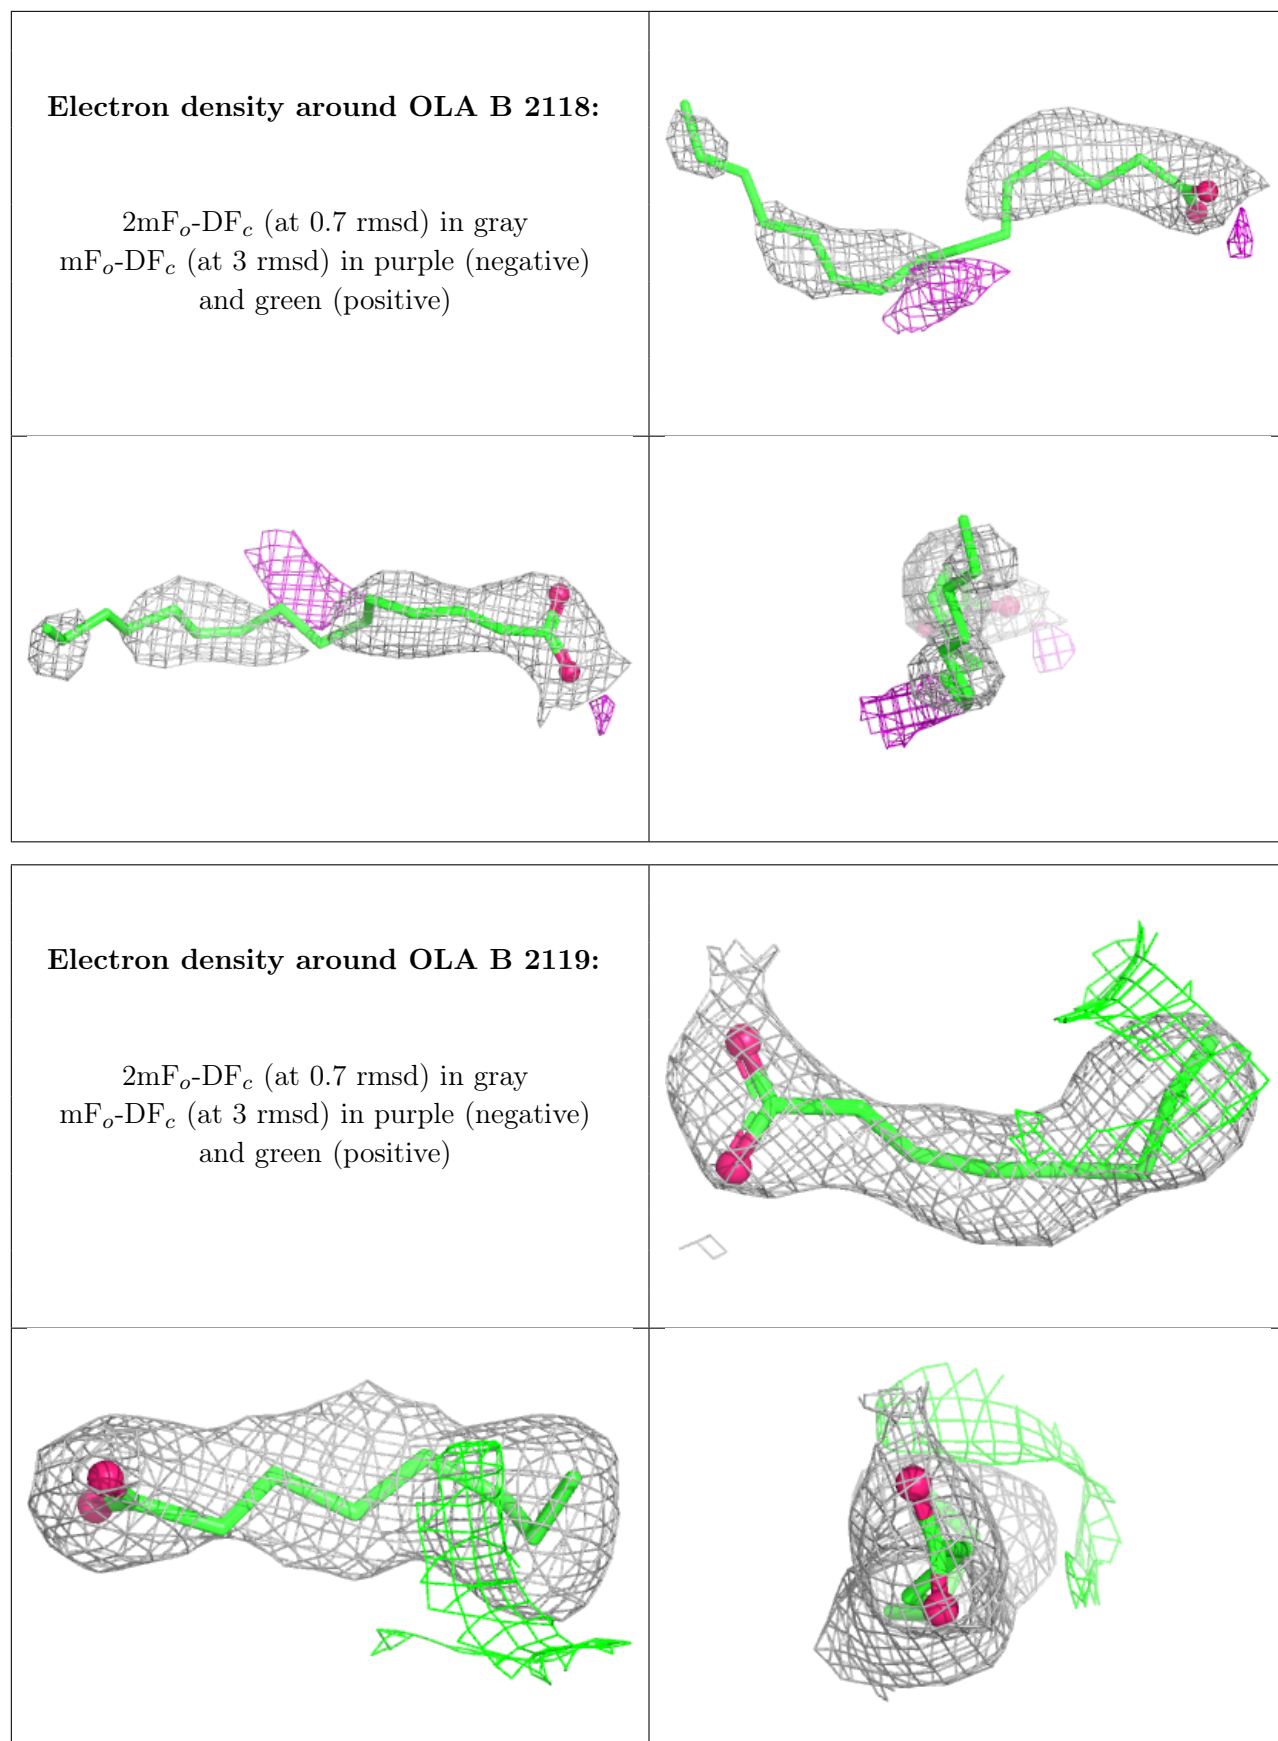 Electron density around OLA B 2118:
2mFₒ-DF𝒸 (at 0.7 rmsd) in gray
mFₒ-DF𝒸 (at 3 rmsd) in purple (negative)
and green (positive)
Electron density around OLA B 2119:
2mFₒ-DF𝒸 (at 0.7 rmsd) in gray
mFₒ-DF𝒸 (at 3 rmsd) in purple (negative)
and green (positive)